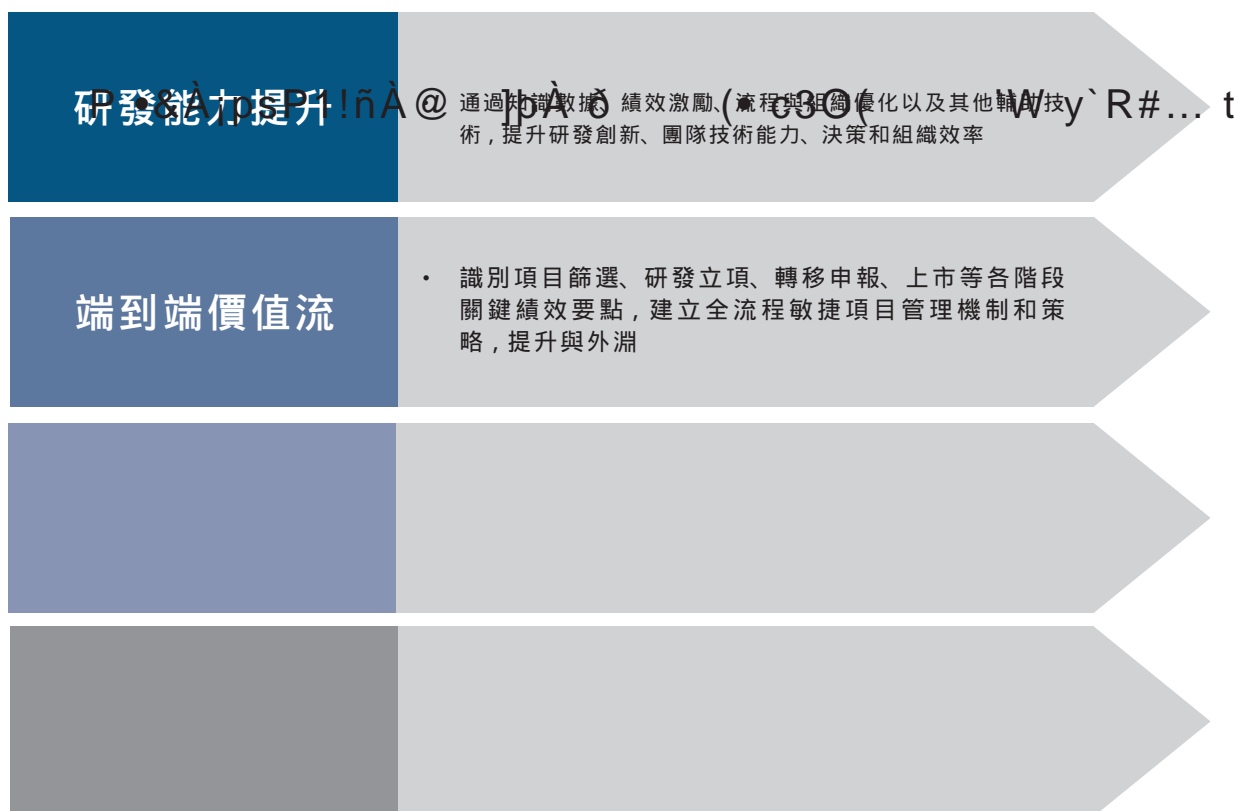 研發能力提升
通過知識數據、績效激勵、流程與組織優化以及其他輔助技
術，提升研發創新、團隊技術能力、決策和組織效率
端到端價值流
• 識別項目篩選、研發立項、轉移申報、上市等各階段
關鍵績效要點，建立全流程敏捷項目管理機制和策
略，提升與外淵